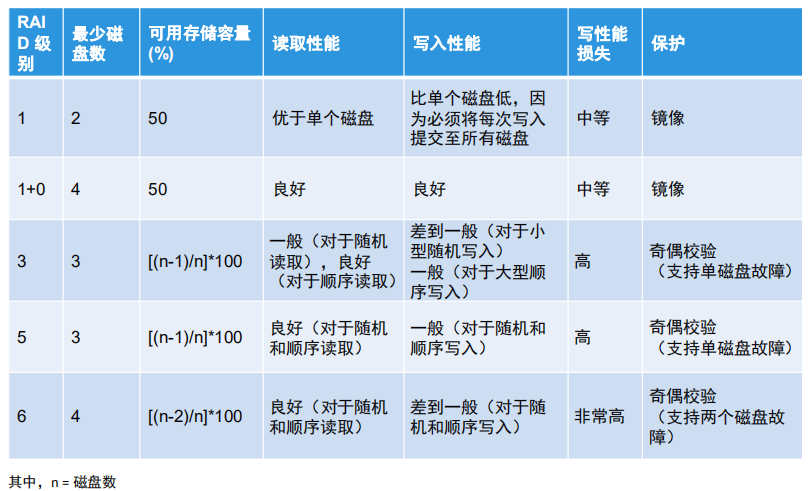 RAI
D 级
别
最少磁
盘数
可用存储容量
(%)
读取性能
写入性能
写性能
损失
保护
1
2
50
优于单个磁盘
比单个磁盘低，因
为必须将每次写入
提交至所有磁盘
中等
镜像
1+0
4
50
良好
良好
中等
镜像
3
3
[(n-1)/n]*100
一般（对于随机
读取），良好
（对于顺序读取）
差到一般（对于小
型随机写入）
一般（对于大型顺
序写入）
高
奇偶校验
（支持单磁盘故障）
5
3
[(n-1)/n]*100
良好（对于随机
和顺序读取）
一般（对于随机和
顺序写入）
高
奇偶校验
（支持单磁盘故障）
6
4
[(n-2)/n]*100
良好（对于随机
和顺序读取）
差到一般（对于随
机和顺序写入）
非常高
奇偶校验
（支持两个磁盘故
障）
其中，n = 磁盘数